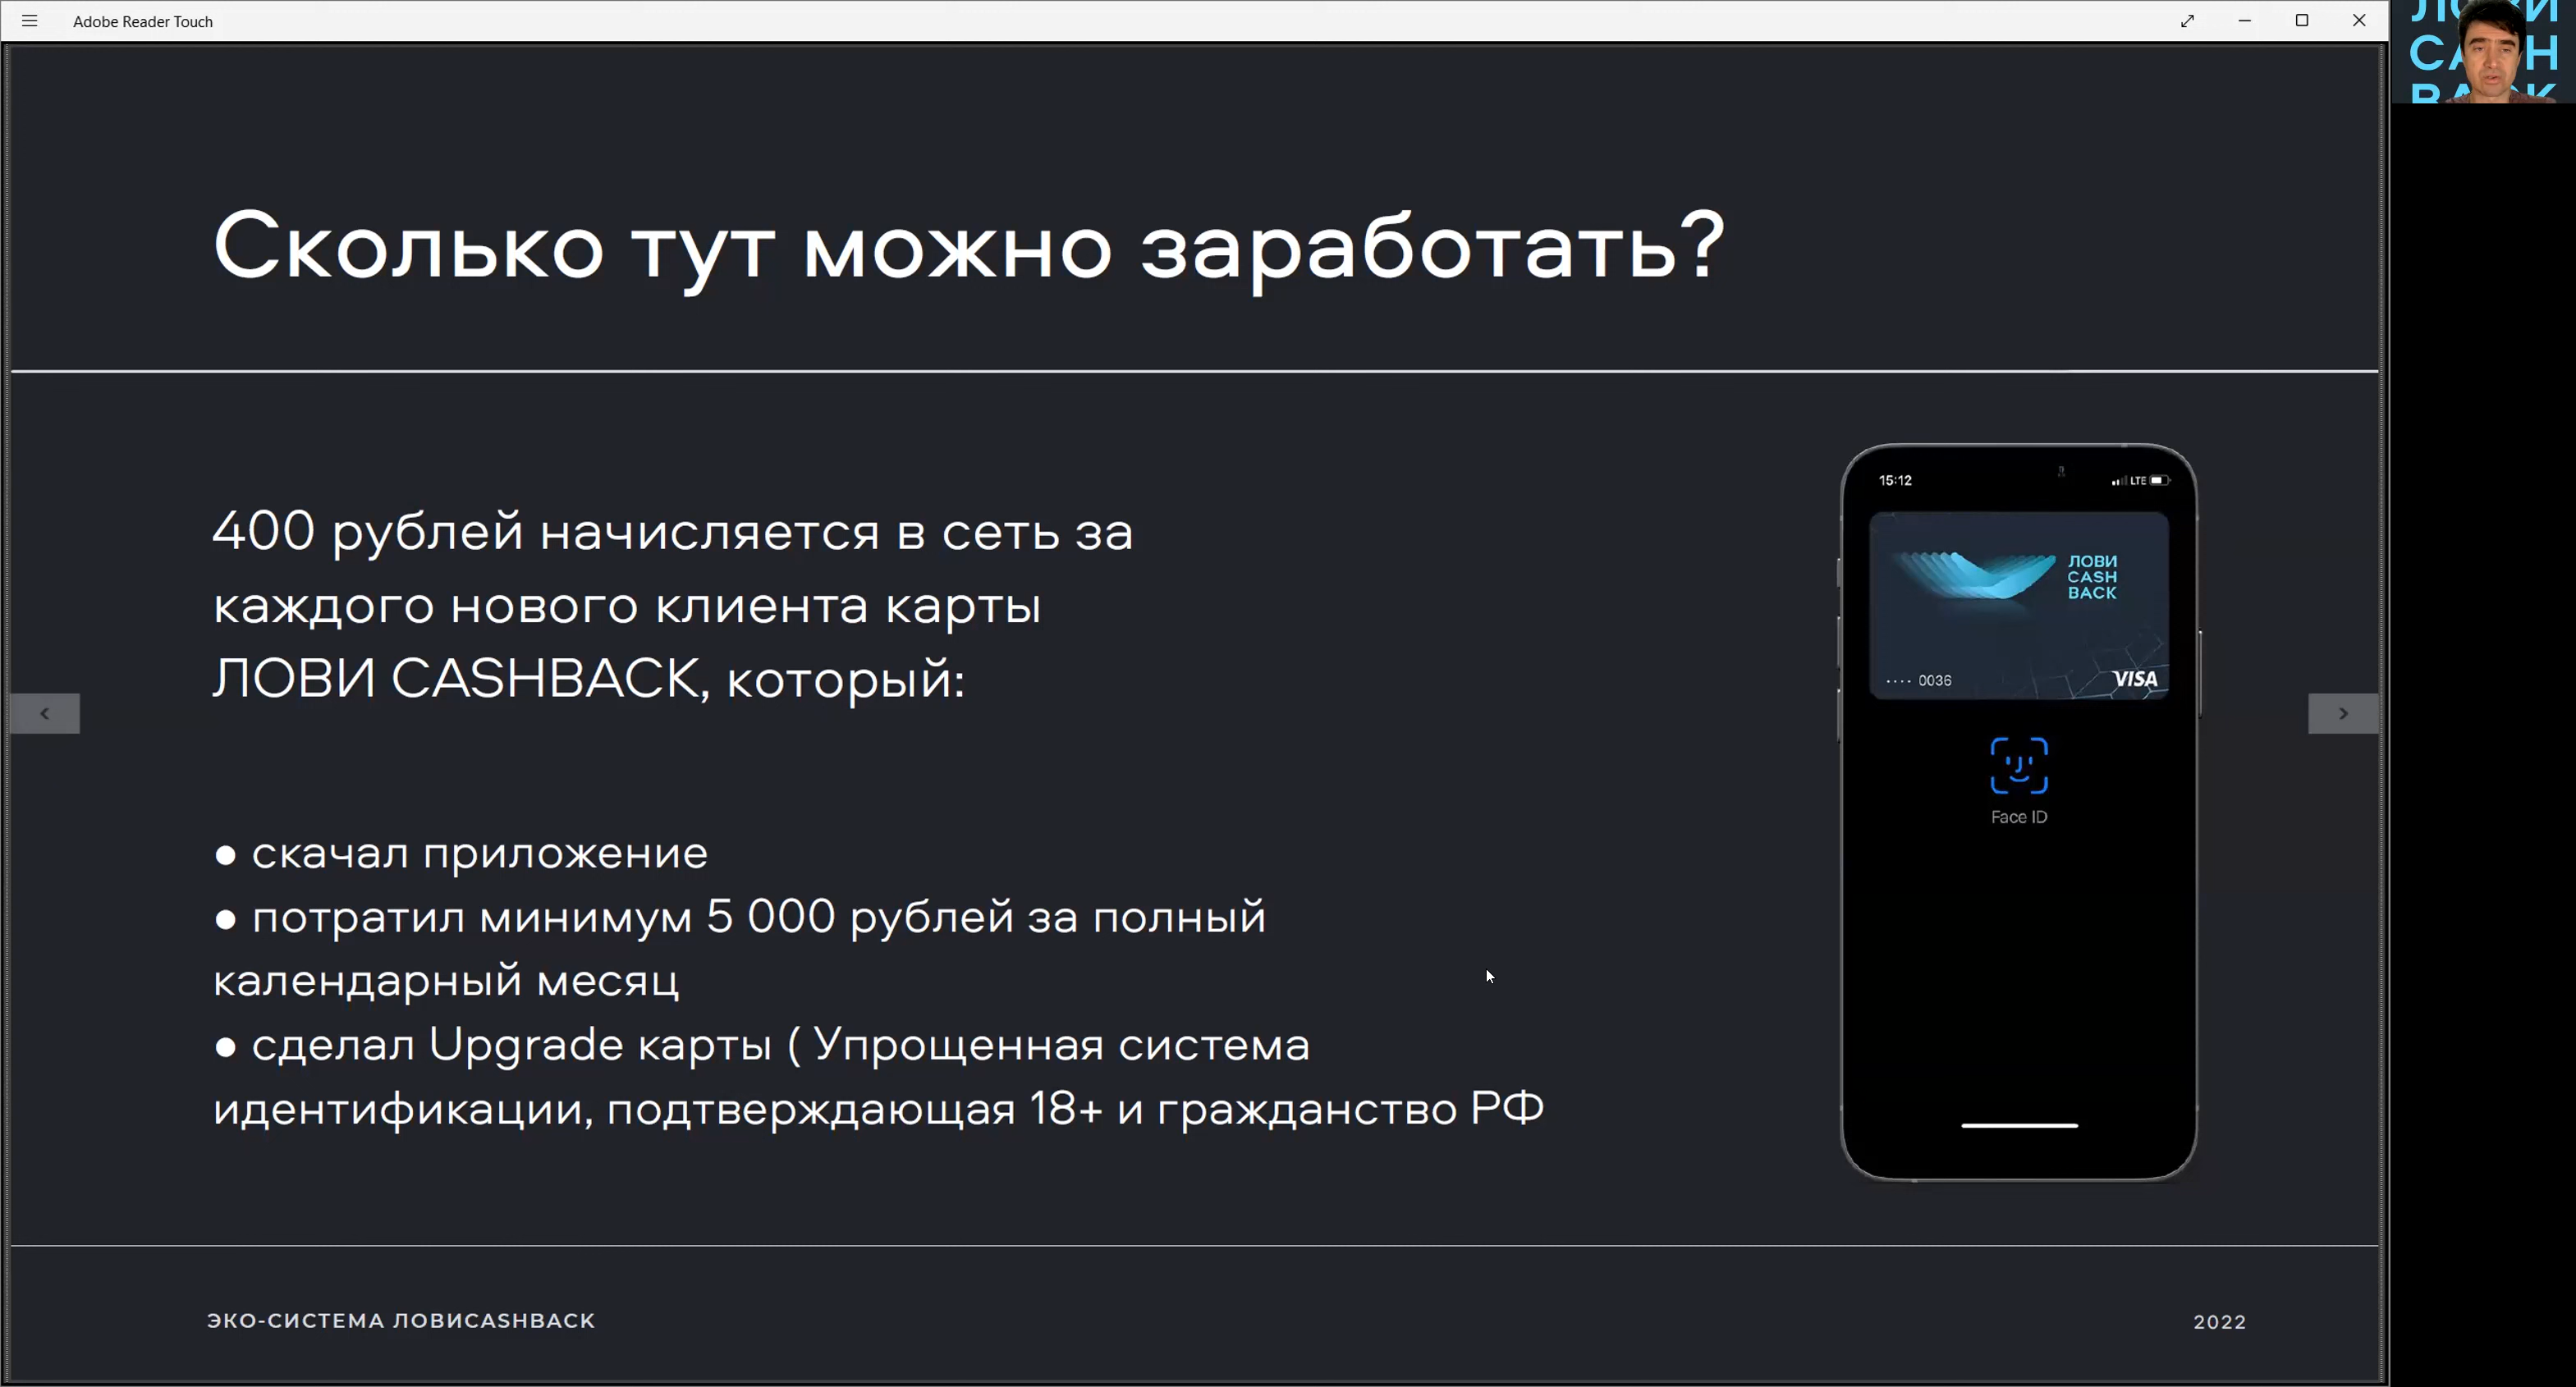 Adobe Reader Touch
Сколько тут можно заработать?
400 рублей начисляется в сеть за
каждого нового клиента карты
ЛОВИ CASHBACK, который:
● скачал приложение
● потратил минимум 5 000 рублей за полный
календарный месяц
● сделал Upgrade карты ( Упрощенная система
идентификации, подтверждающая 18+ и гражданство РФ
15:12
LTE
ЛОВИ
CASH
BACK
···· 0036
VISA
Face ID
ЭКО-СИСТЕМА ЛОВИCASHBACK
2022